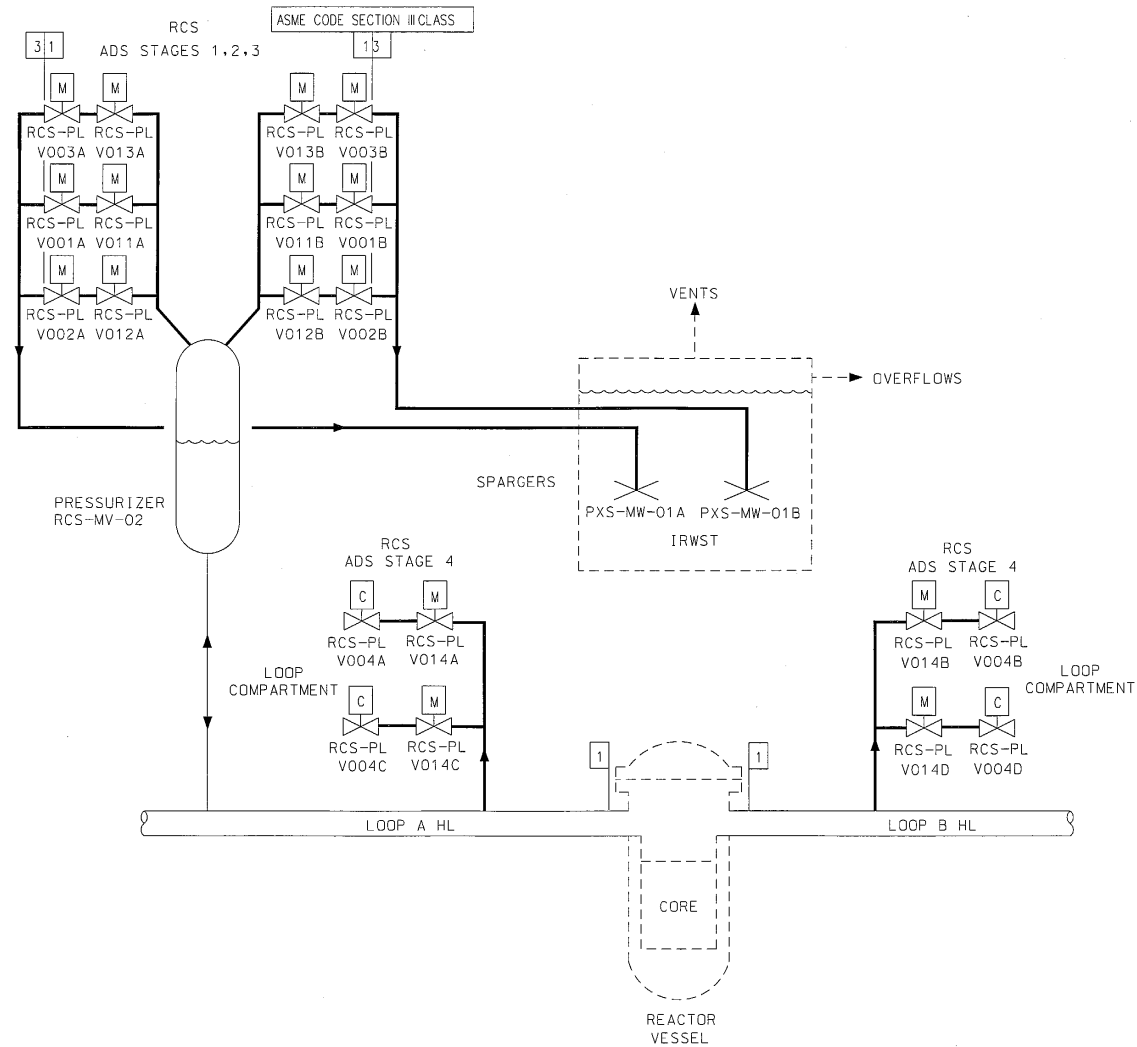 ASME CODE SECTION III CLASS
RCS
ADS STAGES 1,2,3
3 1
1 3
M
M
M
M
RCS-PL
V003A
RCS-PL
V013A
RCS-PL
V013B
RCS-PL
V003B
M
M
M
M
RCS-PL
V001A
RCS-PL
V011A
RCS-PL
V011B
RCS-PL
V001B
M
M
M
M
RCS-PL
V002A
RCS-PL
V012A
RCS-PL
V012B
RCS-PL
V002B
VENTS
OVERFLOWS
SPARGERS
PXS-MW-01A
PXS-MW-01B
IRWST
PRESSURIZER
RCS-MV-02
RCS
ADS STAGE 4
C
M
RCS-PL
V004A
RCS-PL
V014A
LOOP
COMPARTMENT
C
M
RCS-PL
V004C
RCS-PL
V014C
RCS
ADS STAGE 4
M
C
RCS-PL
V014B
RCS-PL
V004B
LOOP
COMPARTMENT
M
C
RCS-PL
V014D
RCS-PL
V004D
1
1
LOOP A HL
LOOP B HL
CORE
REACTOR
VESSEL